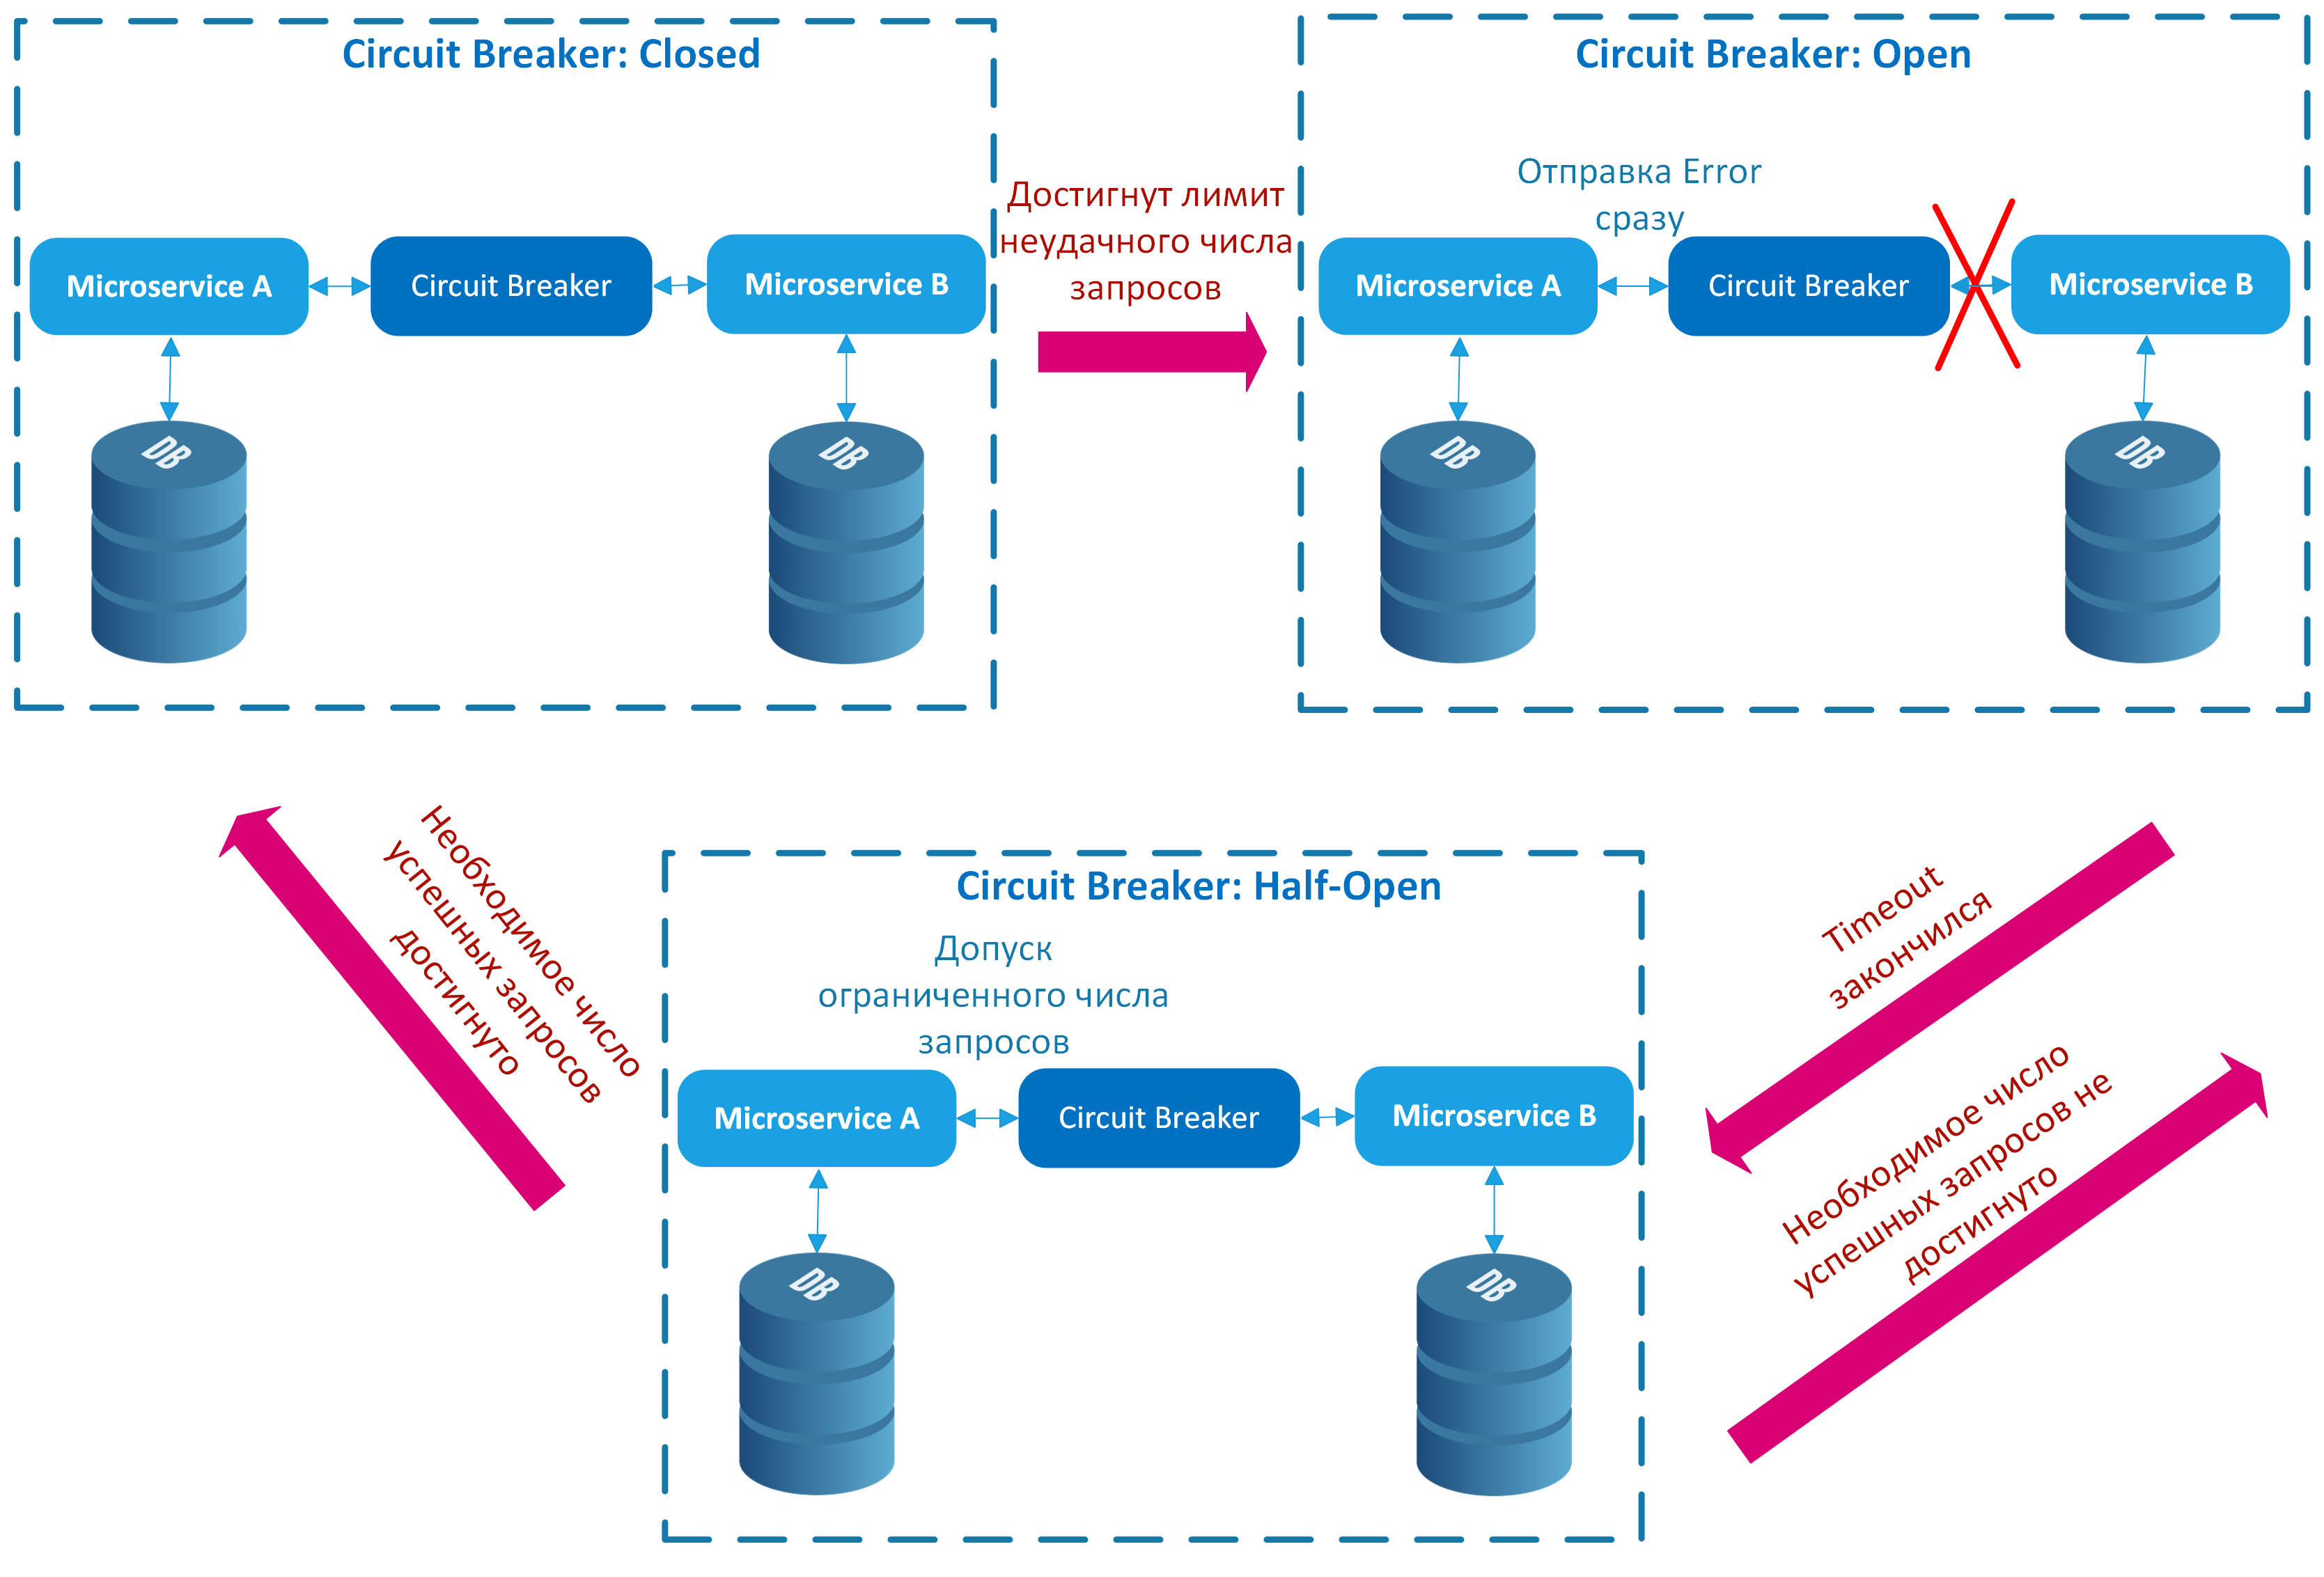 Circuit Breaker: Closed
Microservice A
Circuit Breaker
Microservice B
DB
DB
Достигнут лимит
неудачного числа
запросов
Circuit Breaker: Open
Отправка Error
сразу
Microservice A
Circuit Breaker
Microservice B
DB
DB
Необходимое число
успешных запросов
достигнуто
Circuit Breaker: Half-Open
Допуск
ограниченного числа
запросов
Microservice A
Circuit Breaker
Microservice B
DB
DB
Timeout
закончился
Необходимое число
успешных запросов не
достигнуто